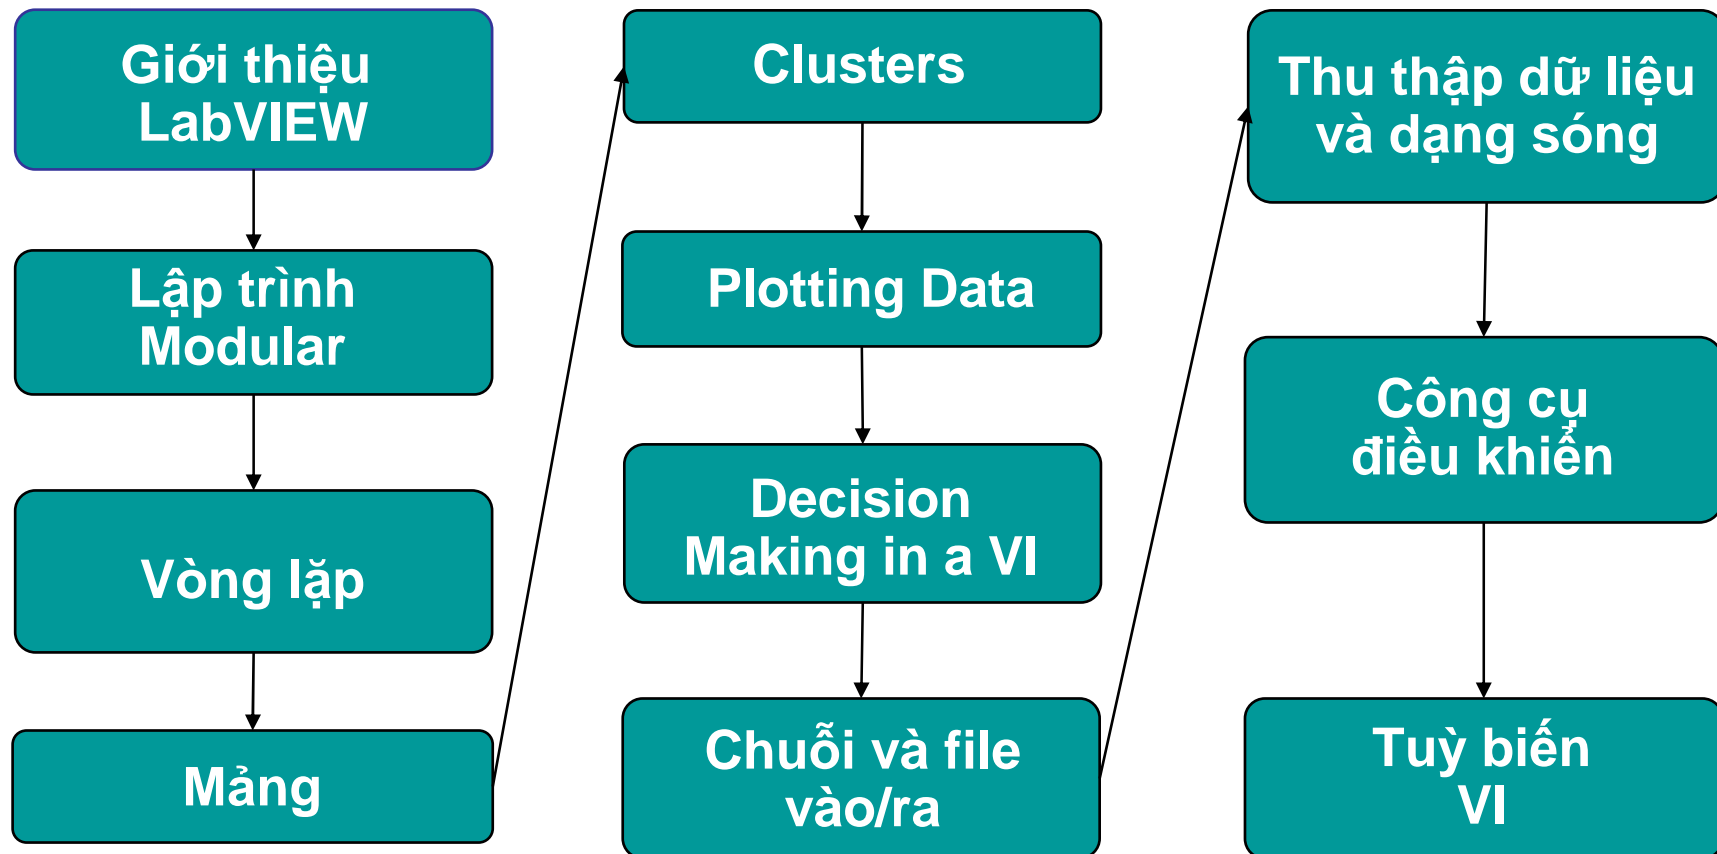 Giới thiệu
LabVIEW
Lập trình
Modular
Vòng lặp
Mảng
Clusters
Plotting Data
Decision
Making in a VI
Chuỗi và file
vào/ra
Thu thập dữ liệu
và dạng sóng
Công cụ
điều khiển
Tuỳ biến
VI